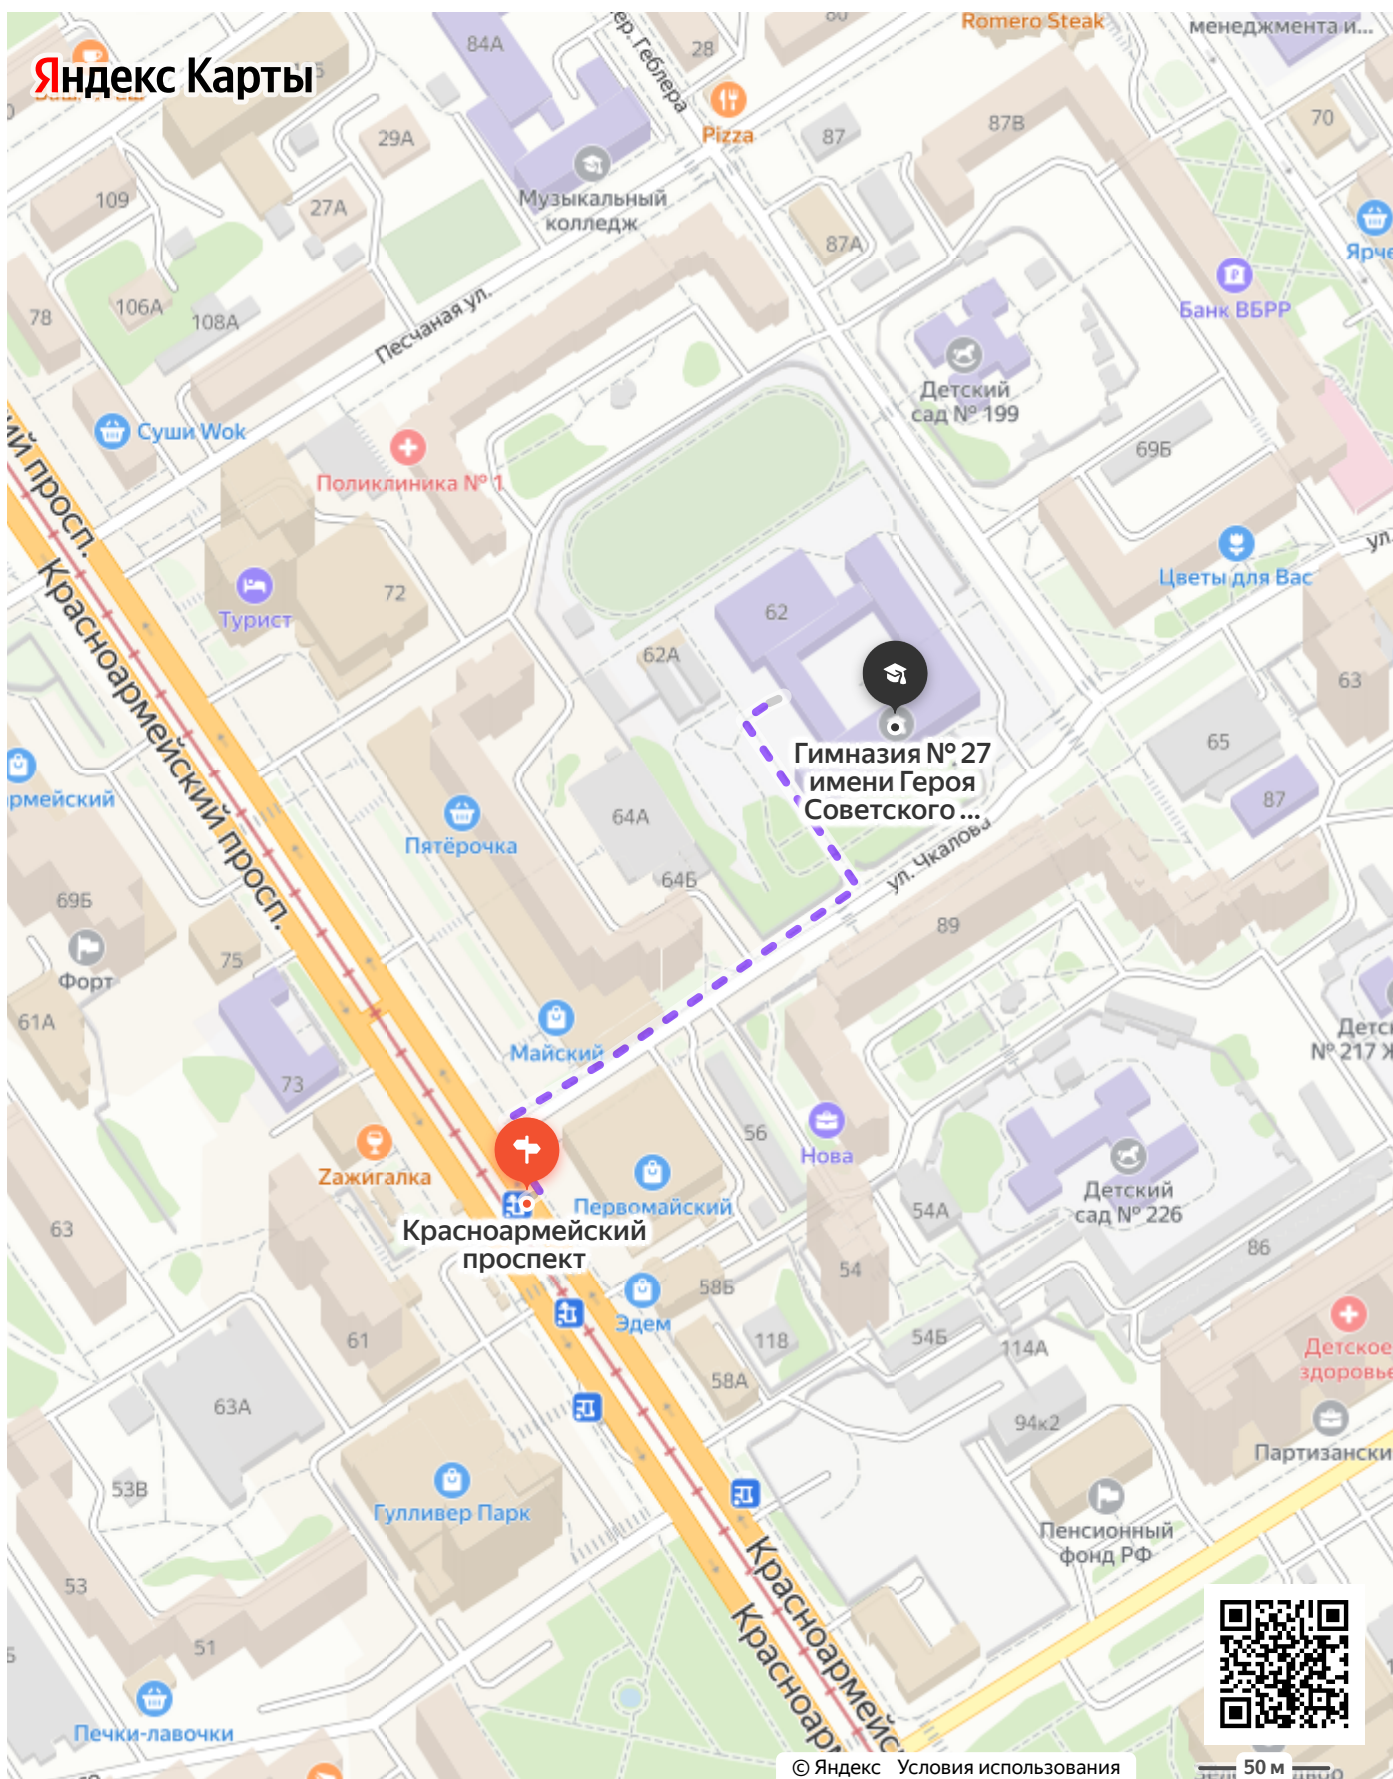 Romero Steak
менеджмента и...
84А
28
пер. Геблера
Яндекс Карты
Pizza
87
87В
70
29А
109
27А
Музыкальный
колледж
87А
Ярче
Банк ВБРР
106А
108А
78
Песчаная ул.
Детский
сад № 199
Суши Wok
69Б
Поликлиника № 1
ул.
Красноармейский просп.
Цветы для Вас
72
Турист
62
62А
63
65
87
Гимназия № 27
имени Героя
Советского ...
64А
Пятёрочка
рмейский
64Б
ул. Чкалова
89
69Б
75
Форт
61А
Майский
73
№ 217
56
Нова
Zажигалка
Первомайский
Детский
сад № 226
54А
63
Красноармейский
проспект
86
54
58Б
Эдем
118
54Б
114А
61
58А
Детское
здоровье
63А
94к2
Партизански
53В
Гулливер Парк
Пенсионный
фонд РФ
53
51
Красноармейс
Красноарм
Печки-лавочки
© Яндекс Условия использования
50 м